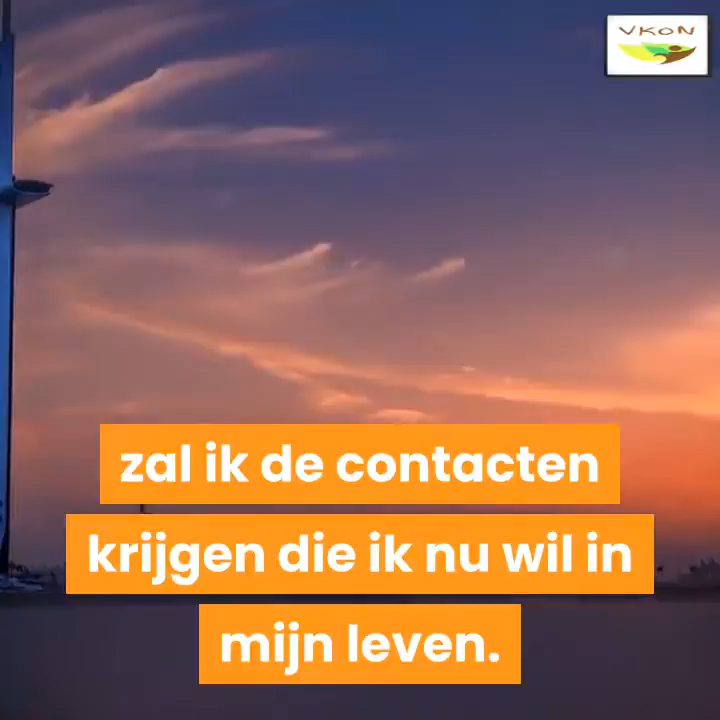 VKON
zal ik de contacten
krijgen die ik nu wil in
mijn leven.